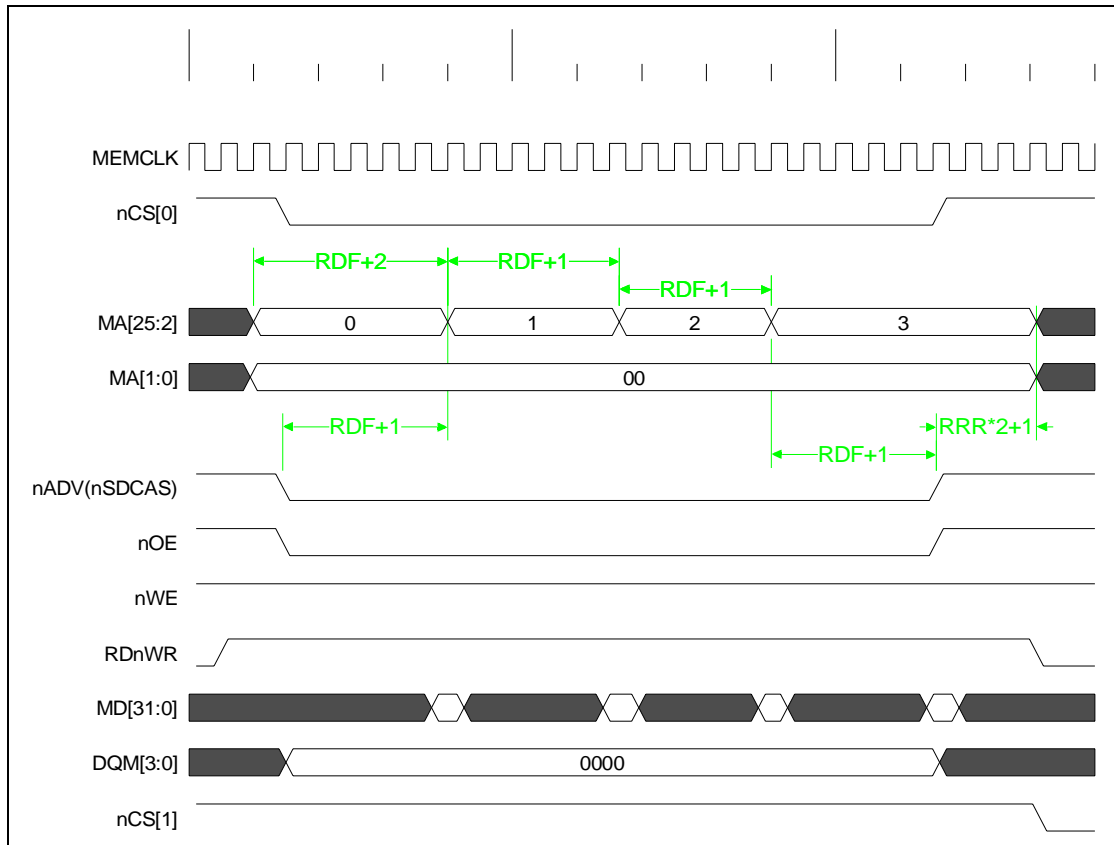 MEMCLK
nCS[0]
RDF+2
RDF+1
RDF+1
MA[25:2]
0
1
2
3
MA[1:0]
00
RDF+1
RRR*2+1
RDF+1
nADV(nSDCAS)
nOE
nWE
RDnWR
MD[31:0]
DQM[3:0]
0000
nCS[1]